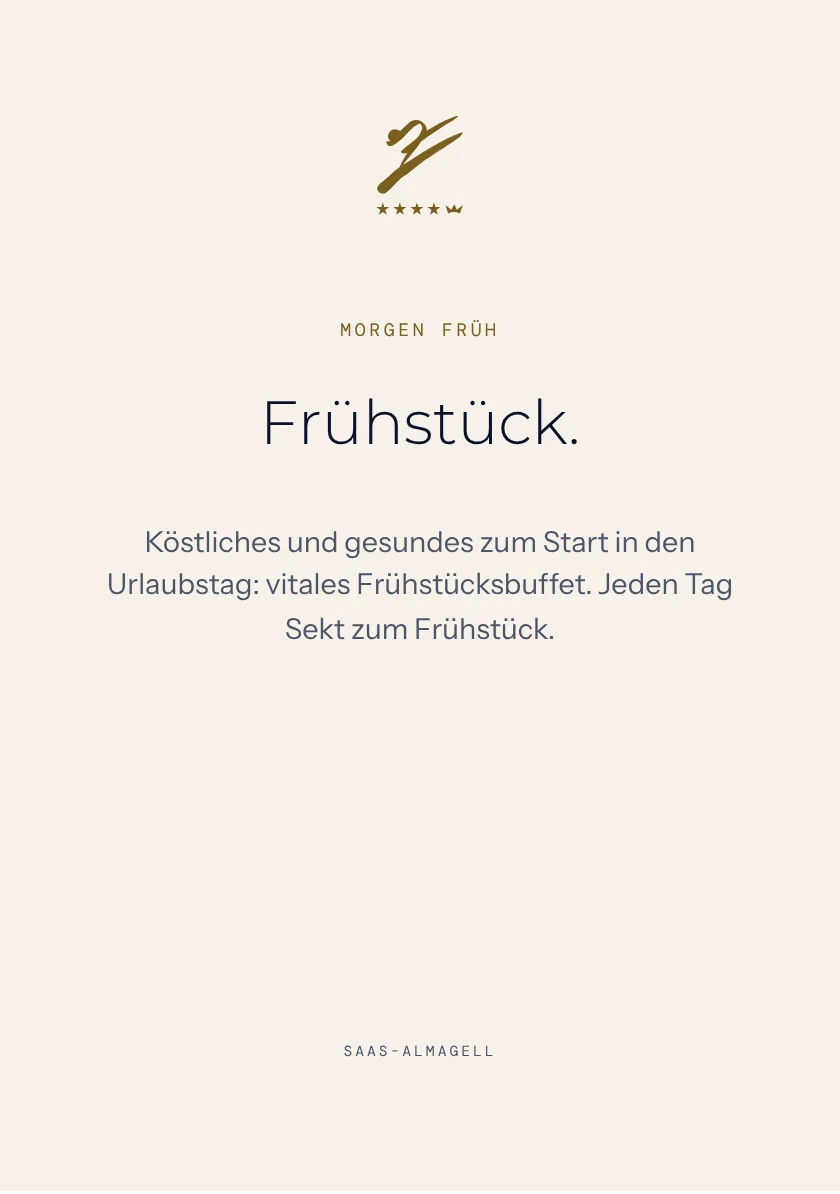 MORGEN FRÜH
Frühstück.
Köstliches und gesundes zum Start in den
Urlaubstag: vitales Frühstücksbuffet. Jeden Tag
Sekt zum Frühstück.
SAAS-ALMAGELL